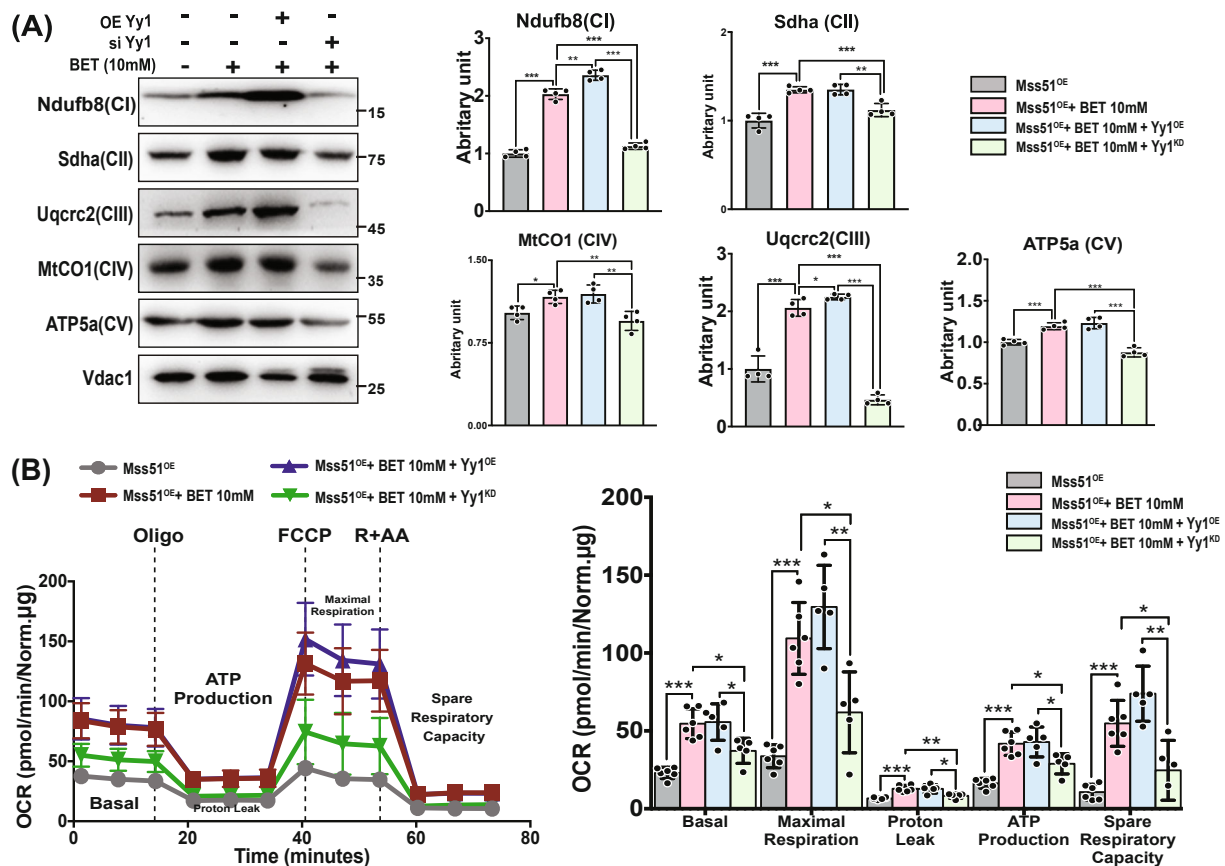 (A)
OE Yy1 - - + -
si Yy1 - - - +
BET (10mM) - + + +
Ndufb8(CI)
15
Sdha(CII)
75
Uqcrc2(CIII)
45
MtCO1(CIV)
35
ATP5a(CV)
55
Vdac1
25
Ndufb8(CI)
Abritary unit
0
1
2
3
***
**
***
***
Sdha (CII)
Abritary unit
0
1
2
***
***
**
Mss51OE
Mss51OE+ BET 10mM
Mss51OE+ BET 10mM + Yy1OE
Mss51OE+ BET 10mM + Yy1KD
MtCO1 (CIV)
Abritary unit
0.00
0.75
1.50
*
**
**
Uqcrc2(CIII)
Abritary unit
0
1
2
3
***
***
*
***
ATP5a (CV)
Abritary unit
0.0
0.5
1.0
1.5
2.0
***
***
***
(B)
Mss51OE
Mss51OE+ BET 10mM
Mss51OE+ BET 10mM + Yy1OE
Mss51OE+ BET 10mM + Yy1KD
Oligo
FCCP
R+AA
OCR (pmol/min/Norm.µg)
200
150
100
50
0
Maximal
Respiration
ATP
Production
Spare
Respiratory
Capacity
Basal
Proton Leak
0 20 40 60 80
Time (minutes)
OCR (pmol/min/Norm.µg)
200
150
100
50
0
Mss51OE
Mss51OE+ BET 10mM
Mss51OE+ BET 10mM + Yy1OE
Mss51OE+ BET 10mM + Yy1KD
*** * *
*** * **
*** ** *
*** * *
*** * **
Basal
Maximal
Respiration
Proton
Leak
ATP
Production
Spare
Respiratory
Capacity